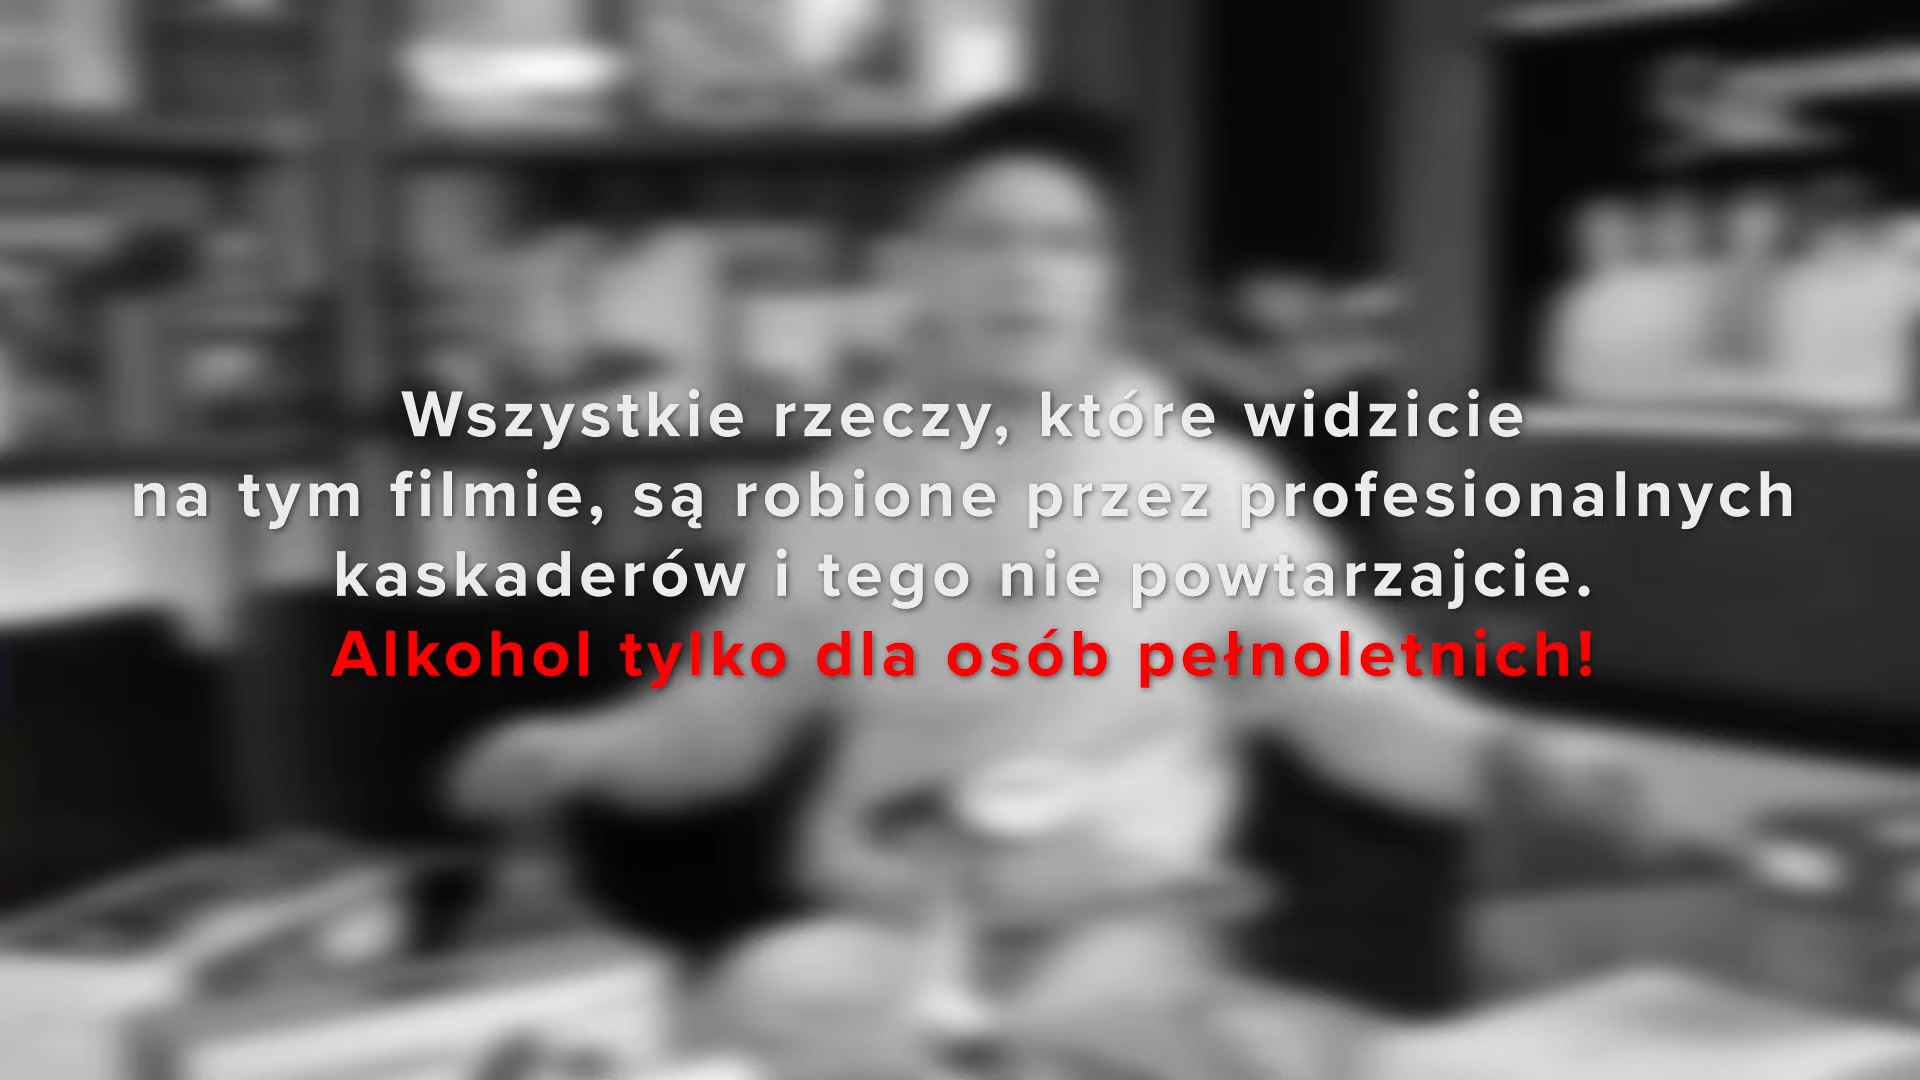 Wszystkie rzeczy, które widzicie
na tym filmie, są robione przez profesionalnych
kaskaderów i tego nie powtarzajcie.
Alkohol tylko dla osób pełnoletnich!